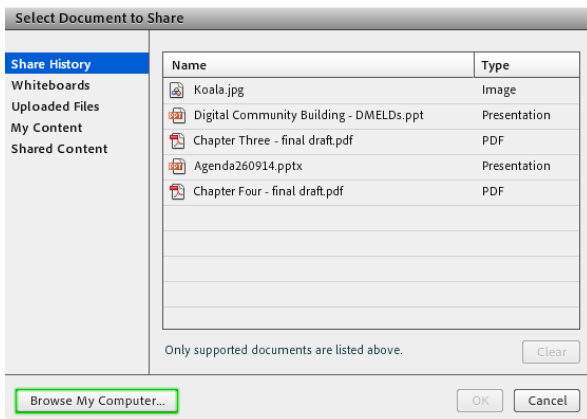 Select Document to Share
Share History
Whiteboards
Uploaded Files
My Content
Shared Content
Name Type
Koala.jpg Image
Digital Community Building - DMELDs.ppt Presentation
Chapter Three - final draft.pdf PDF
Agenda260914.pptx Presentation
Chapter Four - final draft.pdf PDF
Only supported documents are listed above. Clear
Browse My Computer... OK Cancel